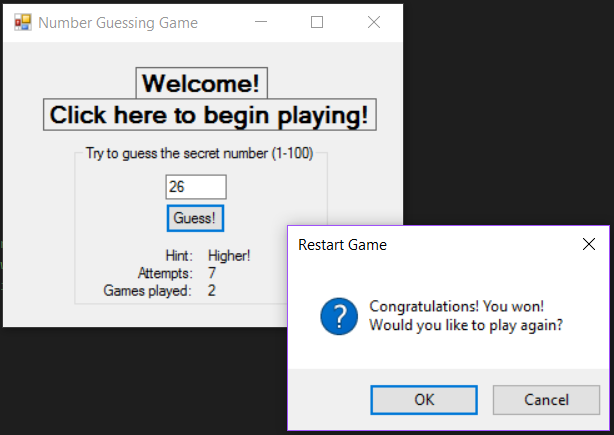 Number Guessing Game
Welcome!
Click here to begin playing!
Try to guess the secret number (1-100)
26
Guess!
Hint: Higher!
Attempts: 7
Games played: 2
Restart Game
Congratulations! You won!
Would you like to play again?
OK Cancel